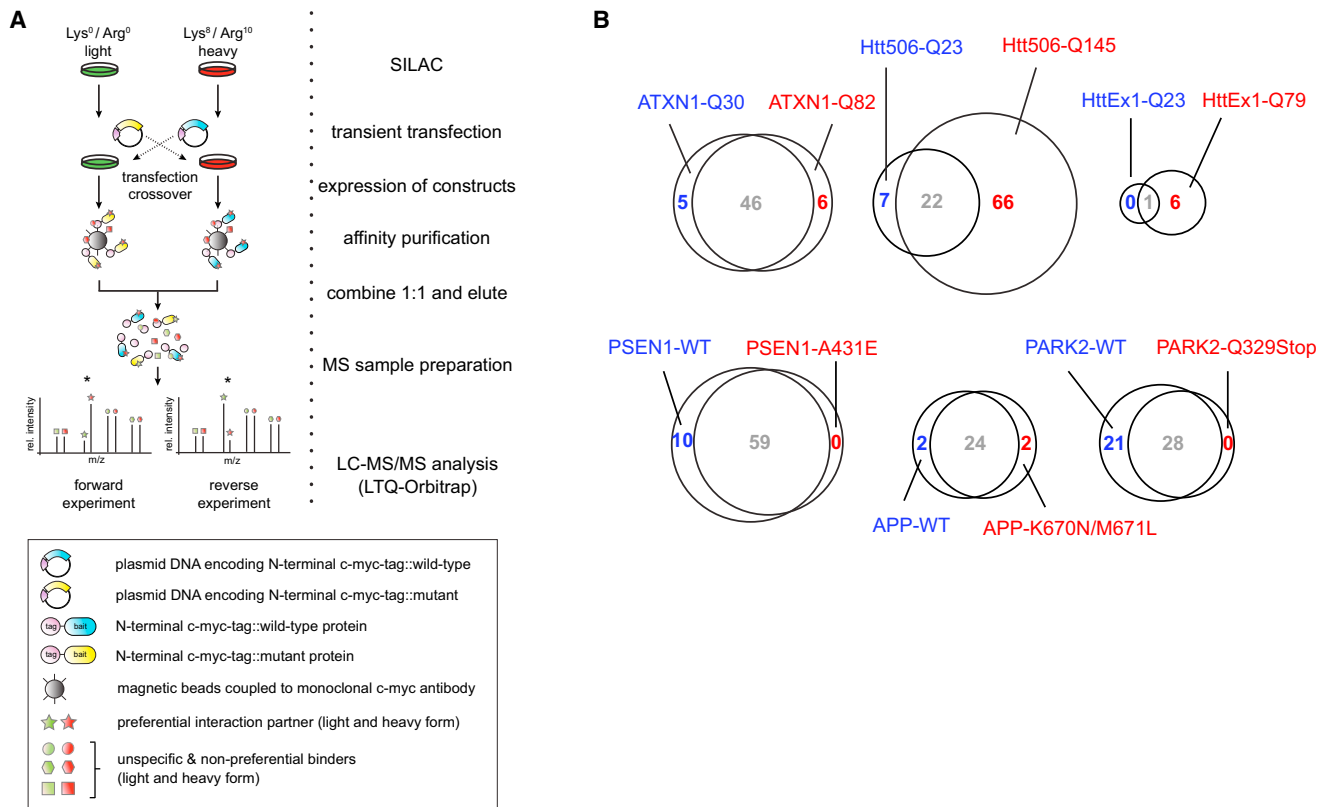 A
Lys⁰ / Arg⁰
light
Lys⁸ / Arg¹⁰
heavy
transfection
crossover
SILAC
transient transfection
expression of constructs
affinity purification
combine 1:1 and elute
MS sample preparation
LC-MS/MS analysis
(LTQ-Orbitrap)
*
*
rel. intensity
m/z
rel. intensity
m/z
forward
experiment
reverse
experiment
plasmid DNA encoding N-terminal c-myc-tag::wild-type
plasmid DNA encoding N-terminal c-myc-tag::mutant
tag bait N-terminal c-myc-tag::wild-type protein
tag bait N-terminal c-myc-tag::mutant protein
magnetic beads coupled to monoclonal c-myc antibody
preferential interaction partner (light and heavy form)
unspecific & non-preferential binders
(light and heavy form)
B
ATXN1-Q30 ATXN1-Q82
5 46 6
Htt506-Q23 Htt506-Q145
7 22 66
HttEx1-Q23 HttEx1-Q79
0 1 6
PSEN1-WT PSEN1-A431E
10 59 0
2 24 2
APP-WT APP-K670N/M671L
PARK2-WT PARK2-Q329Stop
21 28 0